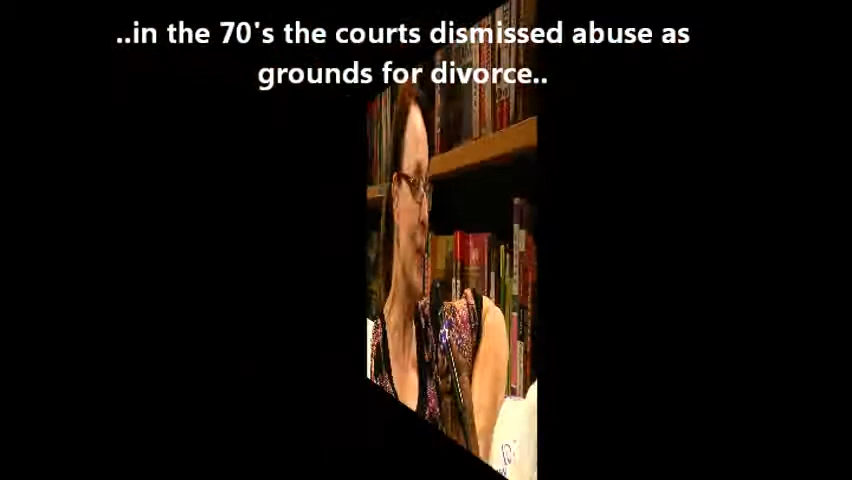 ..in the 70's the courts dismissed abuse as
grounds for divorce..